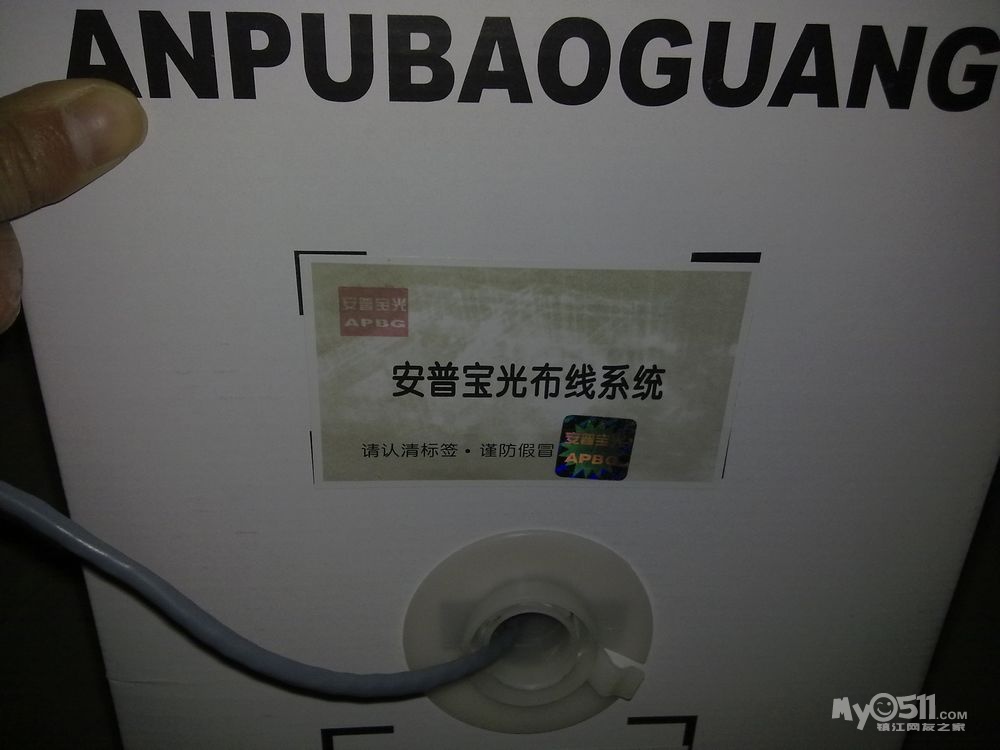 ANPUBAOGUANG
安普宝光
APBG
安普宝光布线系统
请认清标签·谨防假冒
安普宝光
APBG
My0511.COM
镇江网友之家